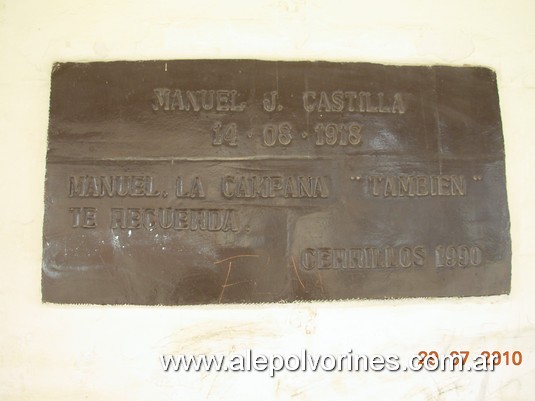 MANUEL J. CASTILLA
14 - 08 - 1918
MANUEL. LA CAMPANA "TAMBIEN"
TE RECUERDA.
CERRILLOS 1990
23 07 2010
www.alepolvorines.com.ar